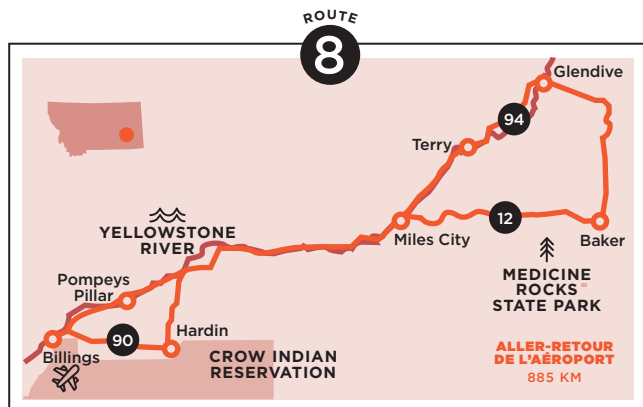 ROUTE
8
Glendive
94
Terry
12
Miles City
Baker
YELLOWSTONE
RIVER
MEDICINE
ROCKS
STATE PARK
Pompeys
Pillar
90
Hardin
Billings
CROW INDIAN
RESERVATION
ALLER-RETOUR
DE L'AÉROPORT
885 KM